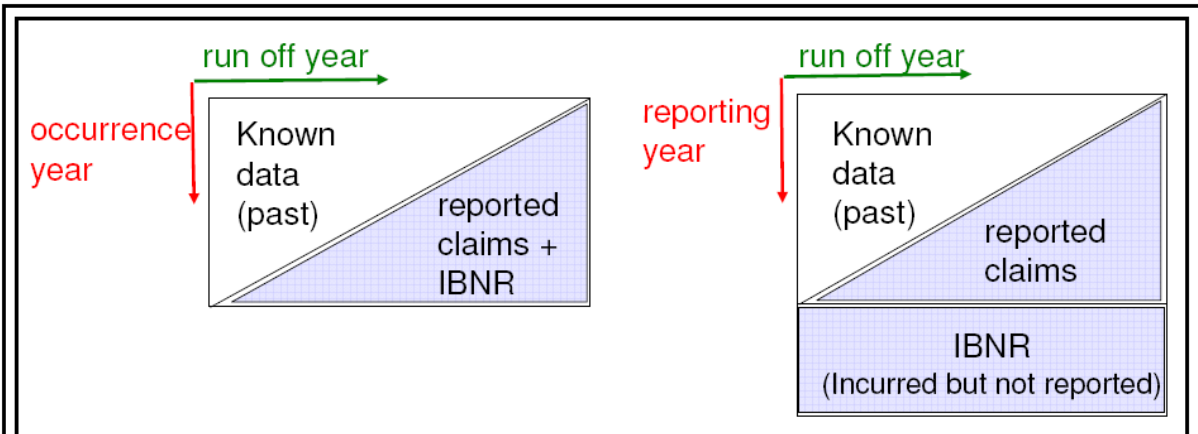 run off year
occurrence
year
Known
data
(past)
reported
claims +
IBNR
run off year
reporting
year
Known
data
(past)
reported
claims
IBNR
(Incurred but not reported)